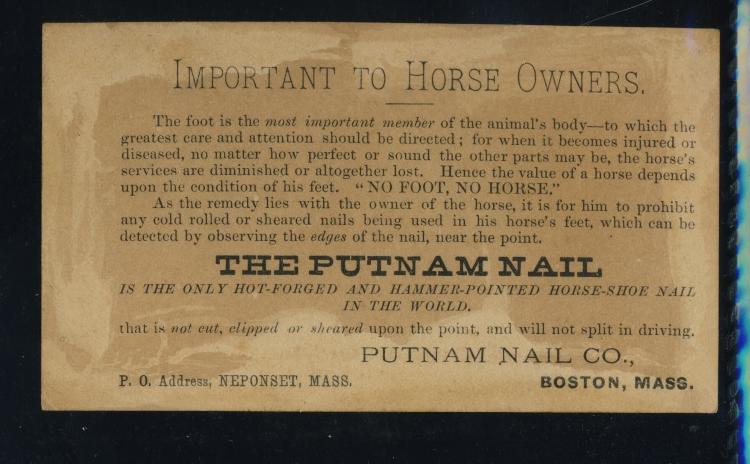 IMPORTANT TO HORSE OWNERS.
The foot is the most important member of the animal's body—to which the
greatest care and attention should be directed; for when it becomes injured or
diseased, no matter how perfect or sound the other parts may be, the horse's
services are diminished or altogether lost. Hence the value of a horse depends
upon the condition of his feet. "NO FOOT, NO HORSE."
As the remedy lies with the owner of the horse, it is for him to prohibit
any cold rolled or sheared nails being used in his horse's feet, which can be
detected by observing the edges of the nail, near the point.
THE PUTNAM NAIL
IS THE ONLY HOT-FORGED AND HAMMER-POINTED HORSE-SHOE NAIL
IN THE WORLD.
that is not cut, clipped or sheared upon the point, and will not split in driving.
PUTNAM NAIL CO.,
P. O. Address, NEPONSET, MASS. BOSTON, MASS.